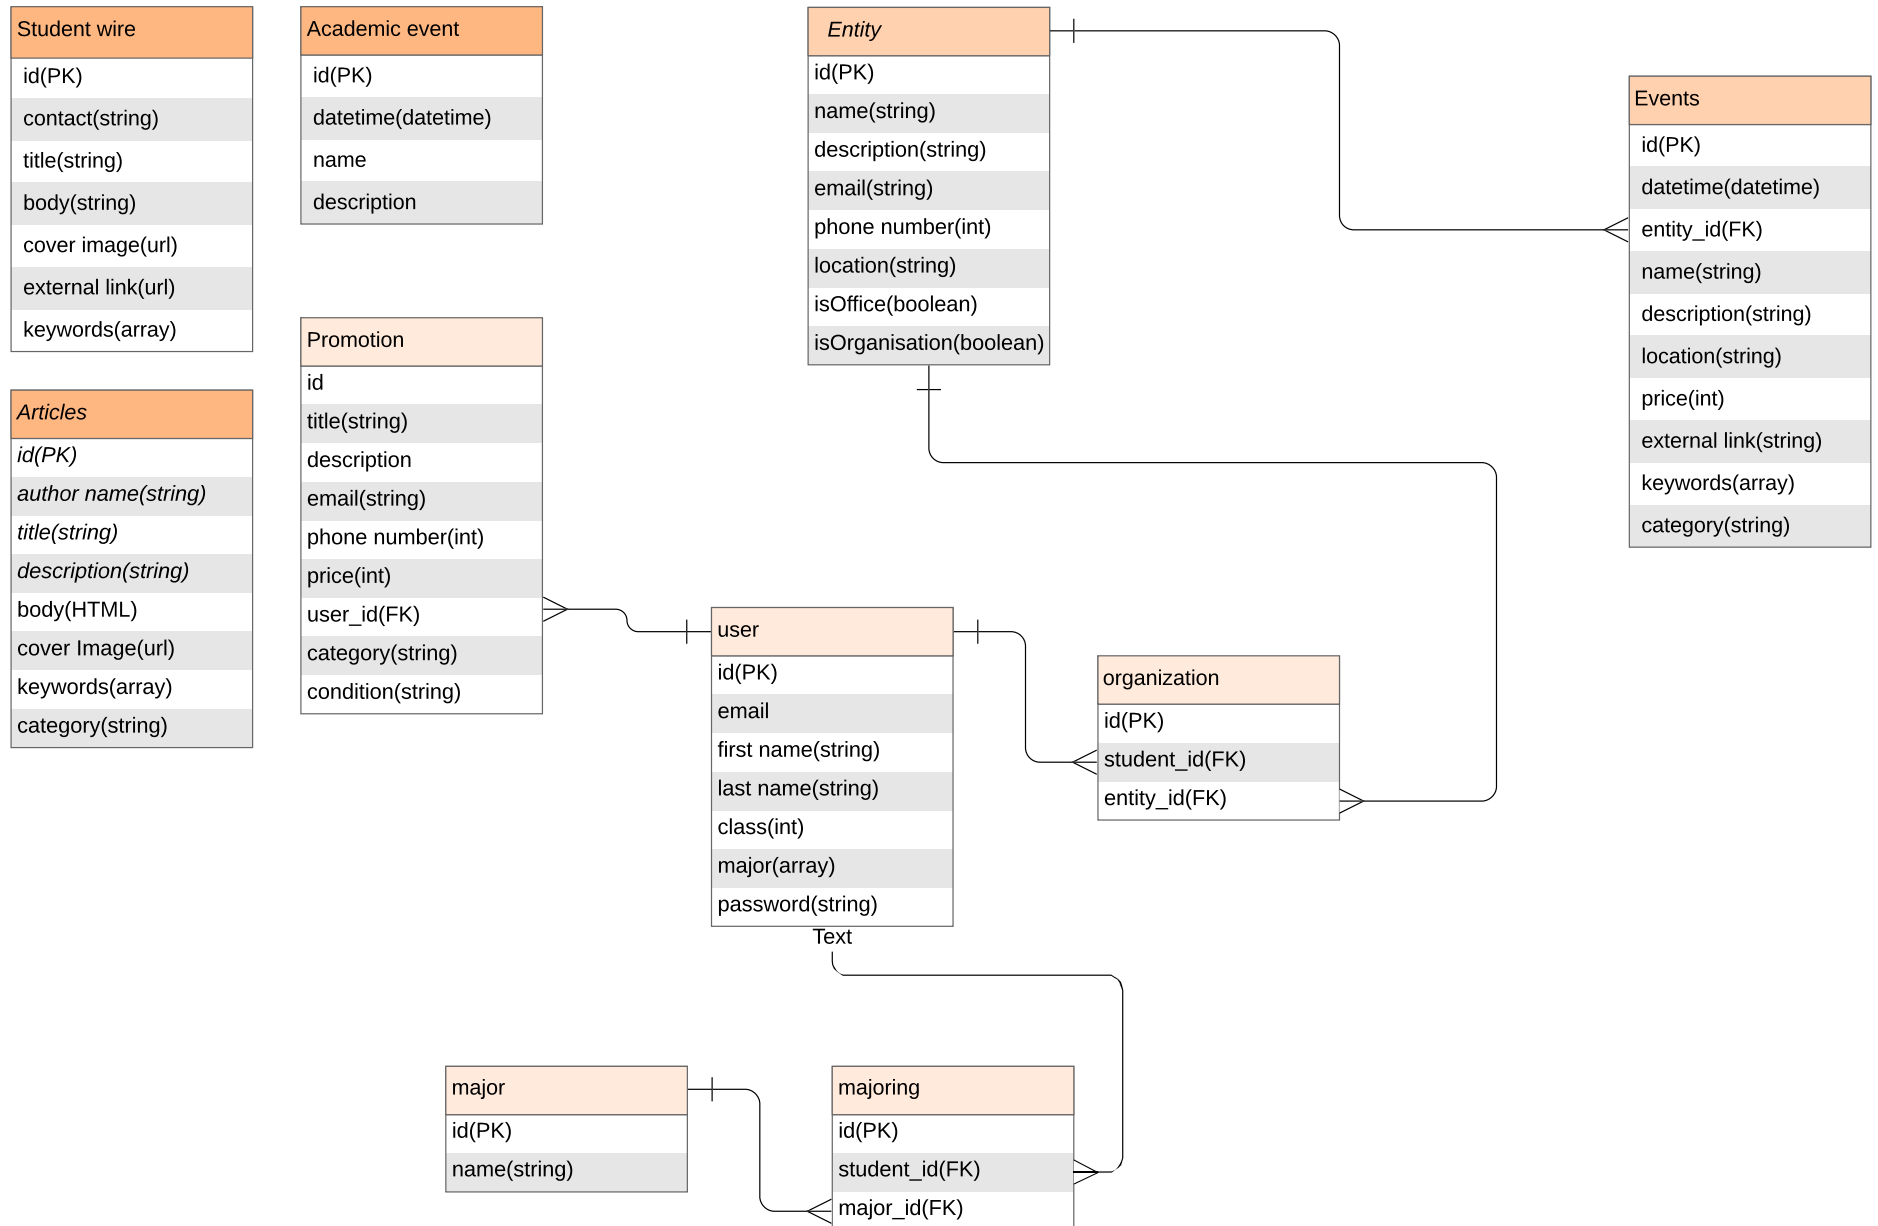 Student wire
id(PK)
contact(string)
title(string)
body(string)
cover image(url)
external link(url)
keywords(array)
Articles
id(PK)
author name(string)
title(string)
description(string)
body(HTML)
cover Image(url)
keywords(array)
category(string)
Academic event
id(PK)
datetime(datetime)
name
description
Promotion
id
title(string)
description
email(string)
phone number(int)
price(int)
user_id(FK)
category(string)
condition(string)
Entity
id(PK)
name(string)
description(string)
email(string)
phone number(int)
location(string)
isOffice(boolean)
isOrganisation(boolean)
Events
id(PK)
datetime(datetime)
entity_id(FK)
name(string)
description(string)
location(string)
price(int)
external link(string)
keywords(array)
category(string)
user
id(PK)
email
first name(string)
last name(string)
class(int)
major(array)
password(string)
Text
organization
id(PK)
student_id(FK)
entity_id(FK)
major
id(PK)
name(string)
majoring
id(PK)
student_id(FK)
major_id(FK)